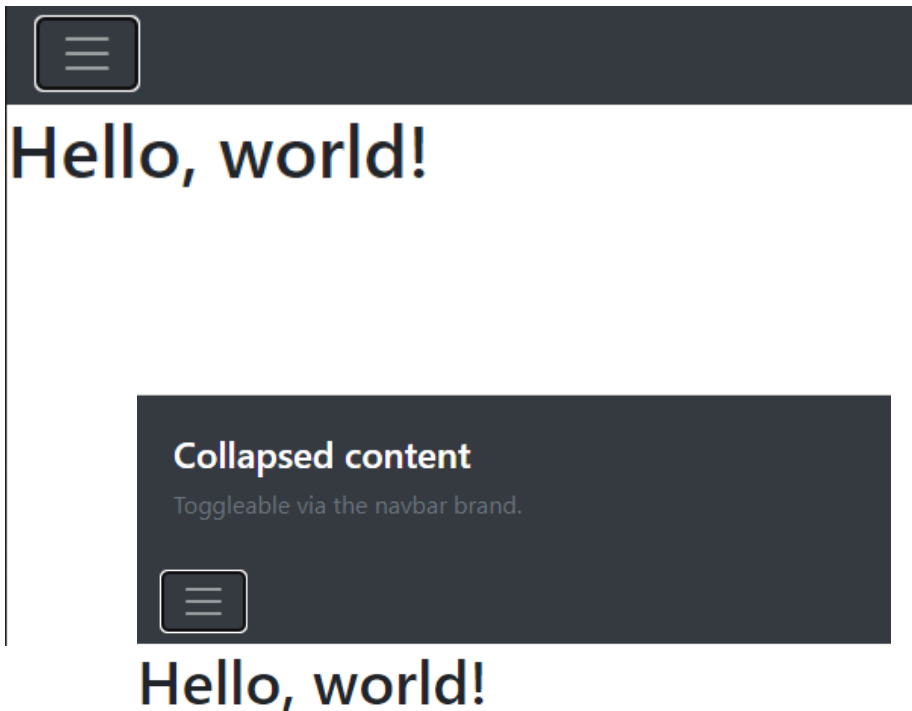 Hello, world!
Collapsed content
Toggleable via the navbar brand.
Hello, world!